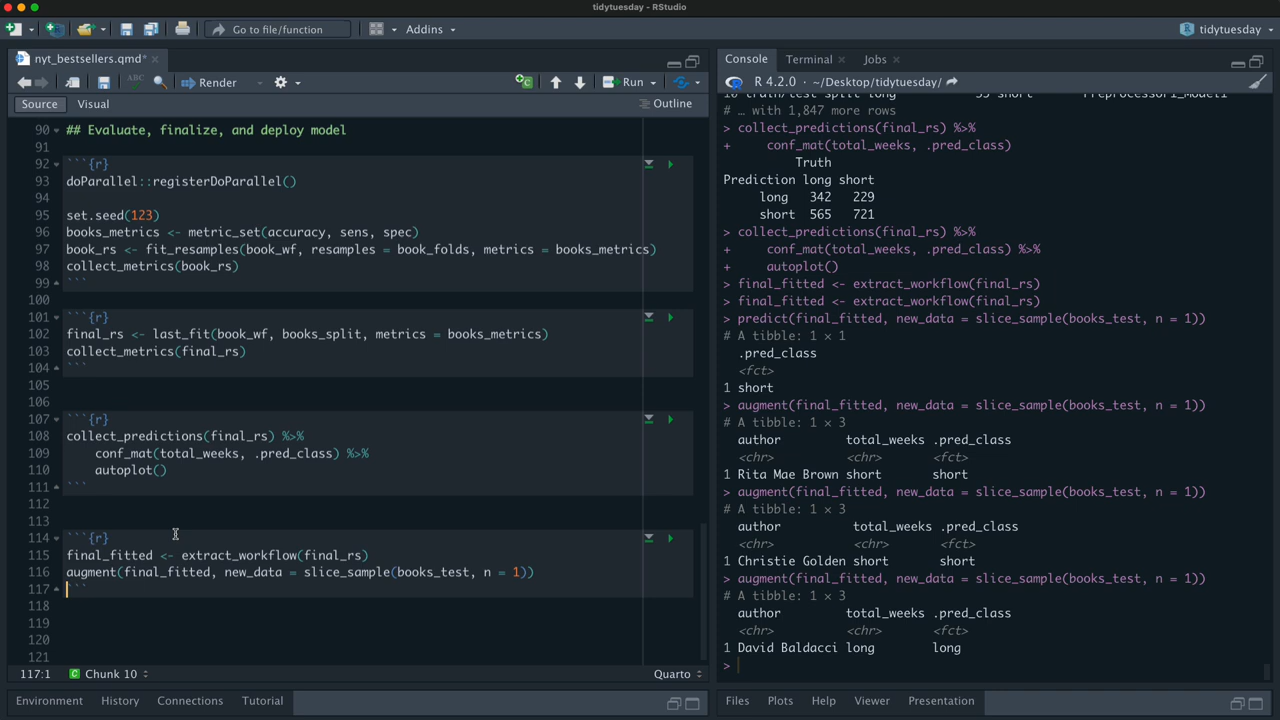 tidytuesday - RStudio
Go to file/function
Addins
tidytuesday
nyt_bestsellers.qmd*
ABC
Render
Run
Source
Visual
Outline
90 ## Evaluate, finalize, and deploy model
91
92 ```{r}
93 doParallel::registerDoParallel()
94
95 set.seed(123)
96 books_metrics <- metric_set(accuracy, sens, spec)
97 book_rs <- fit_resamples(book_wf, resamples = book_folds, metrics = books_metrics)
98 collect_metrics(book_rs)
99 ```
100
101 ```{r}
102 final_rs <- last_fit(book_wf, books_split, metrics = books_metrics)
103 collect_metrics(final_rs)
104 ```
105
106
107 ```{r}
108 collect_predictions(final_rs) %>%
109     conf_mat(total_weeks, .pred_class) %>%
110     autoplot()
111 ```
112
113
114 ```{r}
115 final_fitted <- extract_workflow(final_rs)
116 augment(final_fitted, new_data = slice_sample(books_test, n = 1))
117 ```
118
119
120
121
117:1
Chunk 10
Quarto
Environment
History
Connections
Tutorial
Console
Terminal
Jobs
R 4.2.0 · ~/Desktop/tidytuesday/
10 train/test split long 35 short Preprocessor1_Model1
# … with 1,847 more rows
> collect_predictions(final_rs) %>%
+     conf_mat(total_weeks, .pred_class)
Truth
Prediction long short
long 342 229
short 565 721
> collect_predictions(final_rs) %>%
+     conf_mat(total_weeks, .pred_class) %>%
+     autoplot()
> final_fitted <- extract_workflow(final_rs)
> final_fitted <- extract_workflow(final_rs)
> predict(final_fitted, new_data = slice_sample(books_test, n = 1))
# A tibble: 1 × 1
.pred_class
<fct>
1 short
> augment(final_fitted, new_data = slice_sample(books_test, n = 1))
# A tibble: 1 × 3
author total_weeks .pred_class
<chr> <chr> <fct>
1 Rita Mae Brown short short
> augment(final_fitted, new_data = slice_sample(books_test, n = 1))
# A tibble: 1 × 3
author total_weeks .pred_class
<chr> <chr> <fct>
1 Christie Golden short short
> augment(final_fitted, new_data = slice_sample(books_test, n = 1))
# A tibble: 1 × 3
author total_weeks .pred_class
<chr> <chr> <fct>
1 David Baldacci long long
>
Files
Plots
Help
Viewer
Presentation